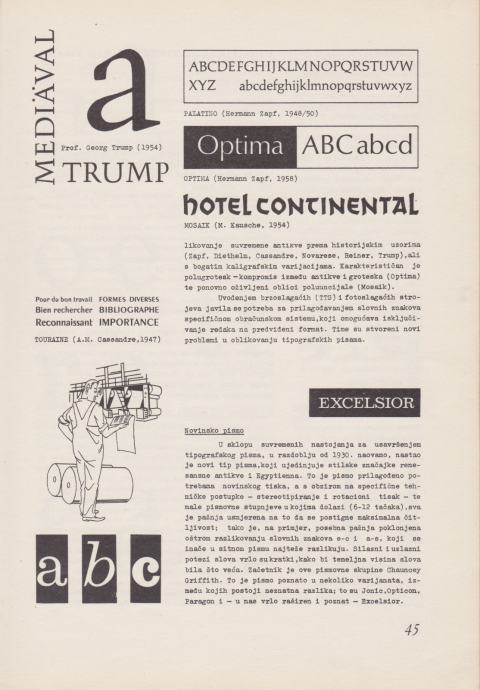 MEDIÄVAL
a
Prof. Georg Trump (1954)
TRUMP
ABCDEFGHIJKLMNOPQRSTUVW
XYZ abcdefghijklmnopqrstuvwxyz
PALATINO (Hermann Zapf, 1948/50)
Optima ABCabcd
OPTIMA (Hermann Zapf, 1958)
HOTEL CONTINENTAL
MOSAIK (M. Kausche, 1954)
likovanje suvremene antikve prema historijskim uzorima
(Zapf, Diethelm, Cassandre, Novarese, Reiner, Trump),ali
s bogatim kaligrafskim varijacijama. Karakterističan je
polugrotesk - kompromis između antikve i groteska (Optima)
te ponovno oživljeni oblici poluuncijale (Mosaik).
Uvođenjem brzoslagaćih (TTS) i fotoslagaćih stro-
jeva javila se potreba za prilagođavanjem slovnih znakova
specifičnom obračunskom sistemu,koji omogućava isključi-
vanje redaka na predviđeni format. Time su stvoreni novi
problemi u oblikovanju tipografskih pisama.
Pour du bon travail FORMES DIVERSES
Bien rechercher BIBLIOGRAPHE
Reconnaissant IMPORTANCE
TOURAINE (A.M. Cassandre,1947)
EXCELSIOR
Novinsko pismo
U sklopu suvremenih nastojanja za usavršenjem
tipografskog pisma, u razdoblju od 1930. naovamo, nastao
je novi tip pisma,koji ujedinjuje stilske značajke rene-
sansne antikve i Egyptienna. To je pismo prilagođeno po-
trebama novinskog tiska, a s obzirom na specifične teh-
ničke postupke - stereotipiranje i rotacioni tisak - te
male pismovne stupnjeve u kojima dolazi (6-12 tačaka),sva
je pažnja usmjerena na to da se postigne maksimalna čit-
ljivost; tako je, na primjer, posebna pažnja poklonjena
oštrom razlikovanju slovnih znakova e-c i a-s, koji se
inače u sitnom pismu najteže razlikuju. Silazni i uzlazni
potezi slova vrlo su kratki,kako bi temeljna visina slova
bila što veća. Začetnik je ove pismovne skupine Chauncey
Griffith. To je pismo poznato u nekoliko varijanata, iz-
među kojih postoji neznatna razlika; to su Jonic,Opticon,
Paragon i - u nas vrlo raširen i poznat - Excelsior.
abc
45